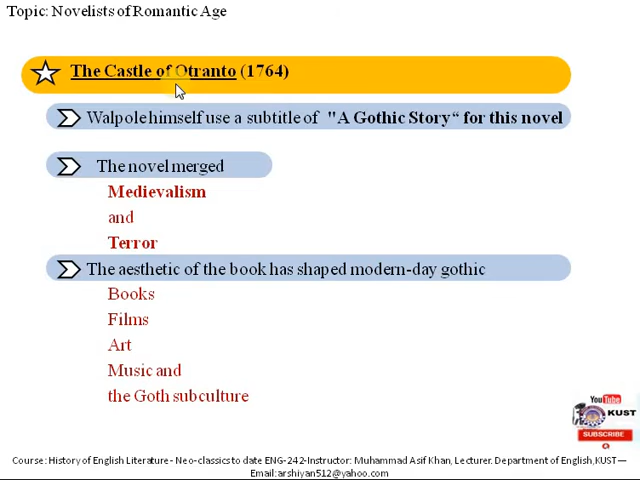 Topic: Novelists of Romantic Age
The Castle of Otranto (1764)
Walpole himself use a subtitle of "A Gothic Story“ for this novel
The novel merged
Medievalism
and
Terror
The aesthetic of the book has shaped modern-day gothic
Books
Films
Art
Music and
the Goth subculture
YouTube
KUST
SUBSCRIBE
Course: History of English Literature - Neo-classics to date ENG-242-Instructor: Muhammad Asif Khan, Lecturer. Department of English,KUST—
Email:arshiyan512@yahoo.com